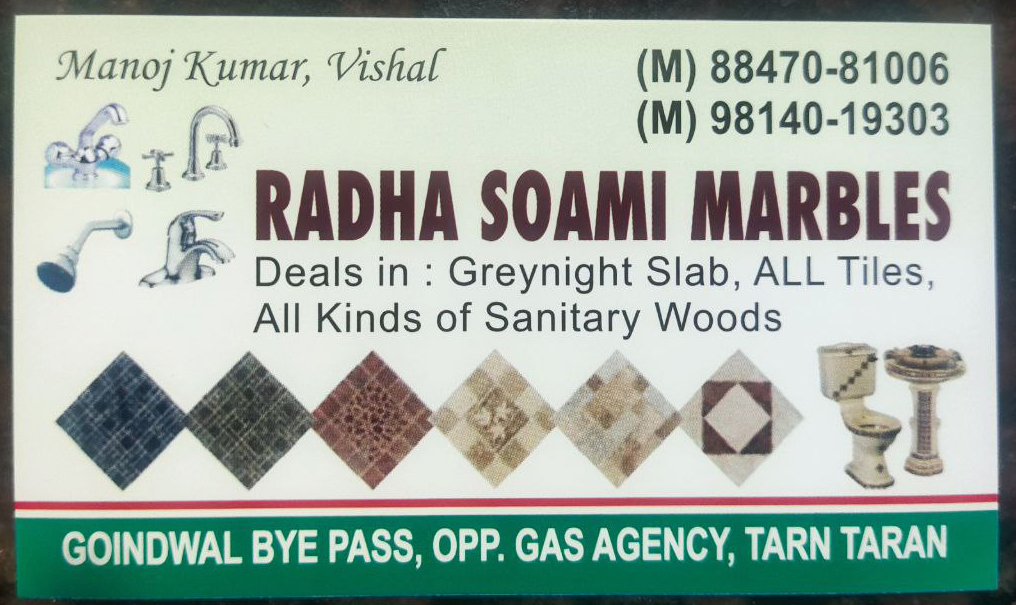 Manoj Kumar, Vishal
(M) 88470-81006
(M) 98140-19303
RADHA SOAMI MARBLES
Deals in : Greynight Slab, ALL Tiles,
All Kinds of Sanitary Woods
GOINDWAL BYE PASS, OPP. GAS AGENCY, TARN TARAN